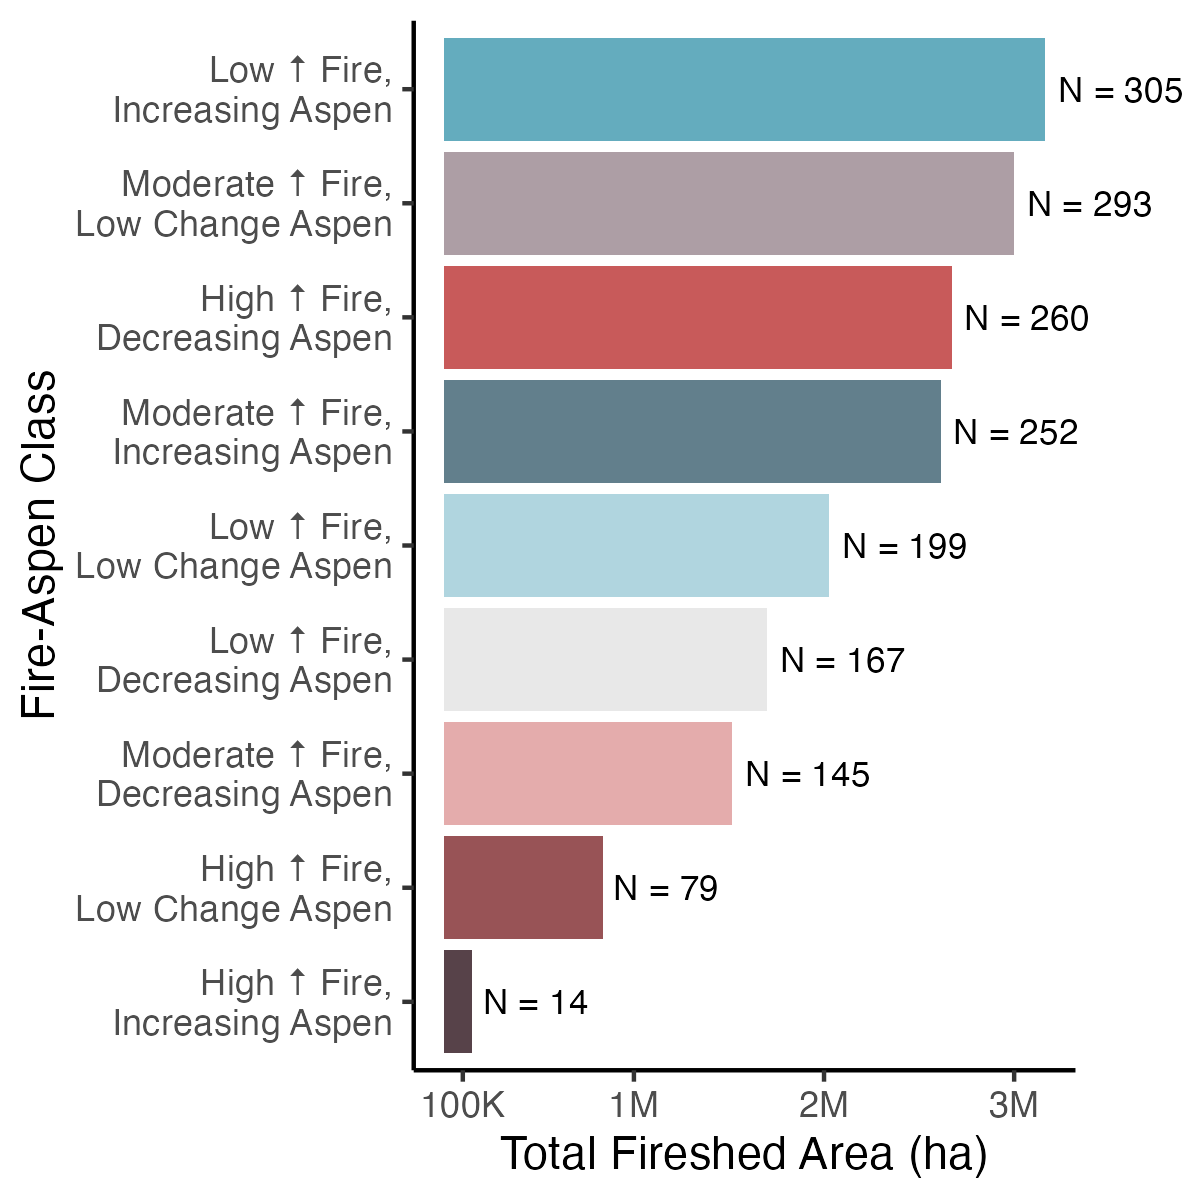 Low ↑ Fire,
Increasing Aspen
N = 305
Moderate ↑ Fire,
Low Change Aspen
N = 293
High ↑ Fire,
Decreasing Aspen
N = 260
Moderate ↑ Fire,
Increasing Aspen
N = 252
Low ↑ Fire,
Low Change Aspen
N = 199
Low ↑ Fire,
Decreasing Aspen
N = 167
Moderate ↑ Fire,
Decreasing Aspen
N = 145
High ↑ Fire,
Low Change Aspen
N = 79
High ↑ Fire,
Increasing Aspen
N = 14
Fire-Aspen Class
100K 1M 2M 3M
Total Fireshed Area (ha)